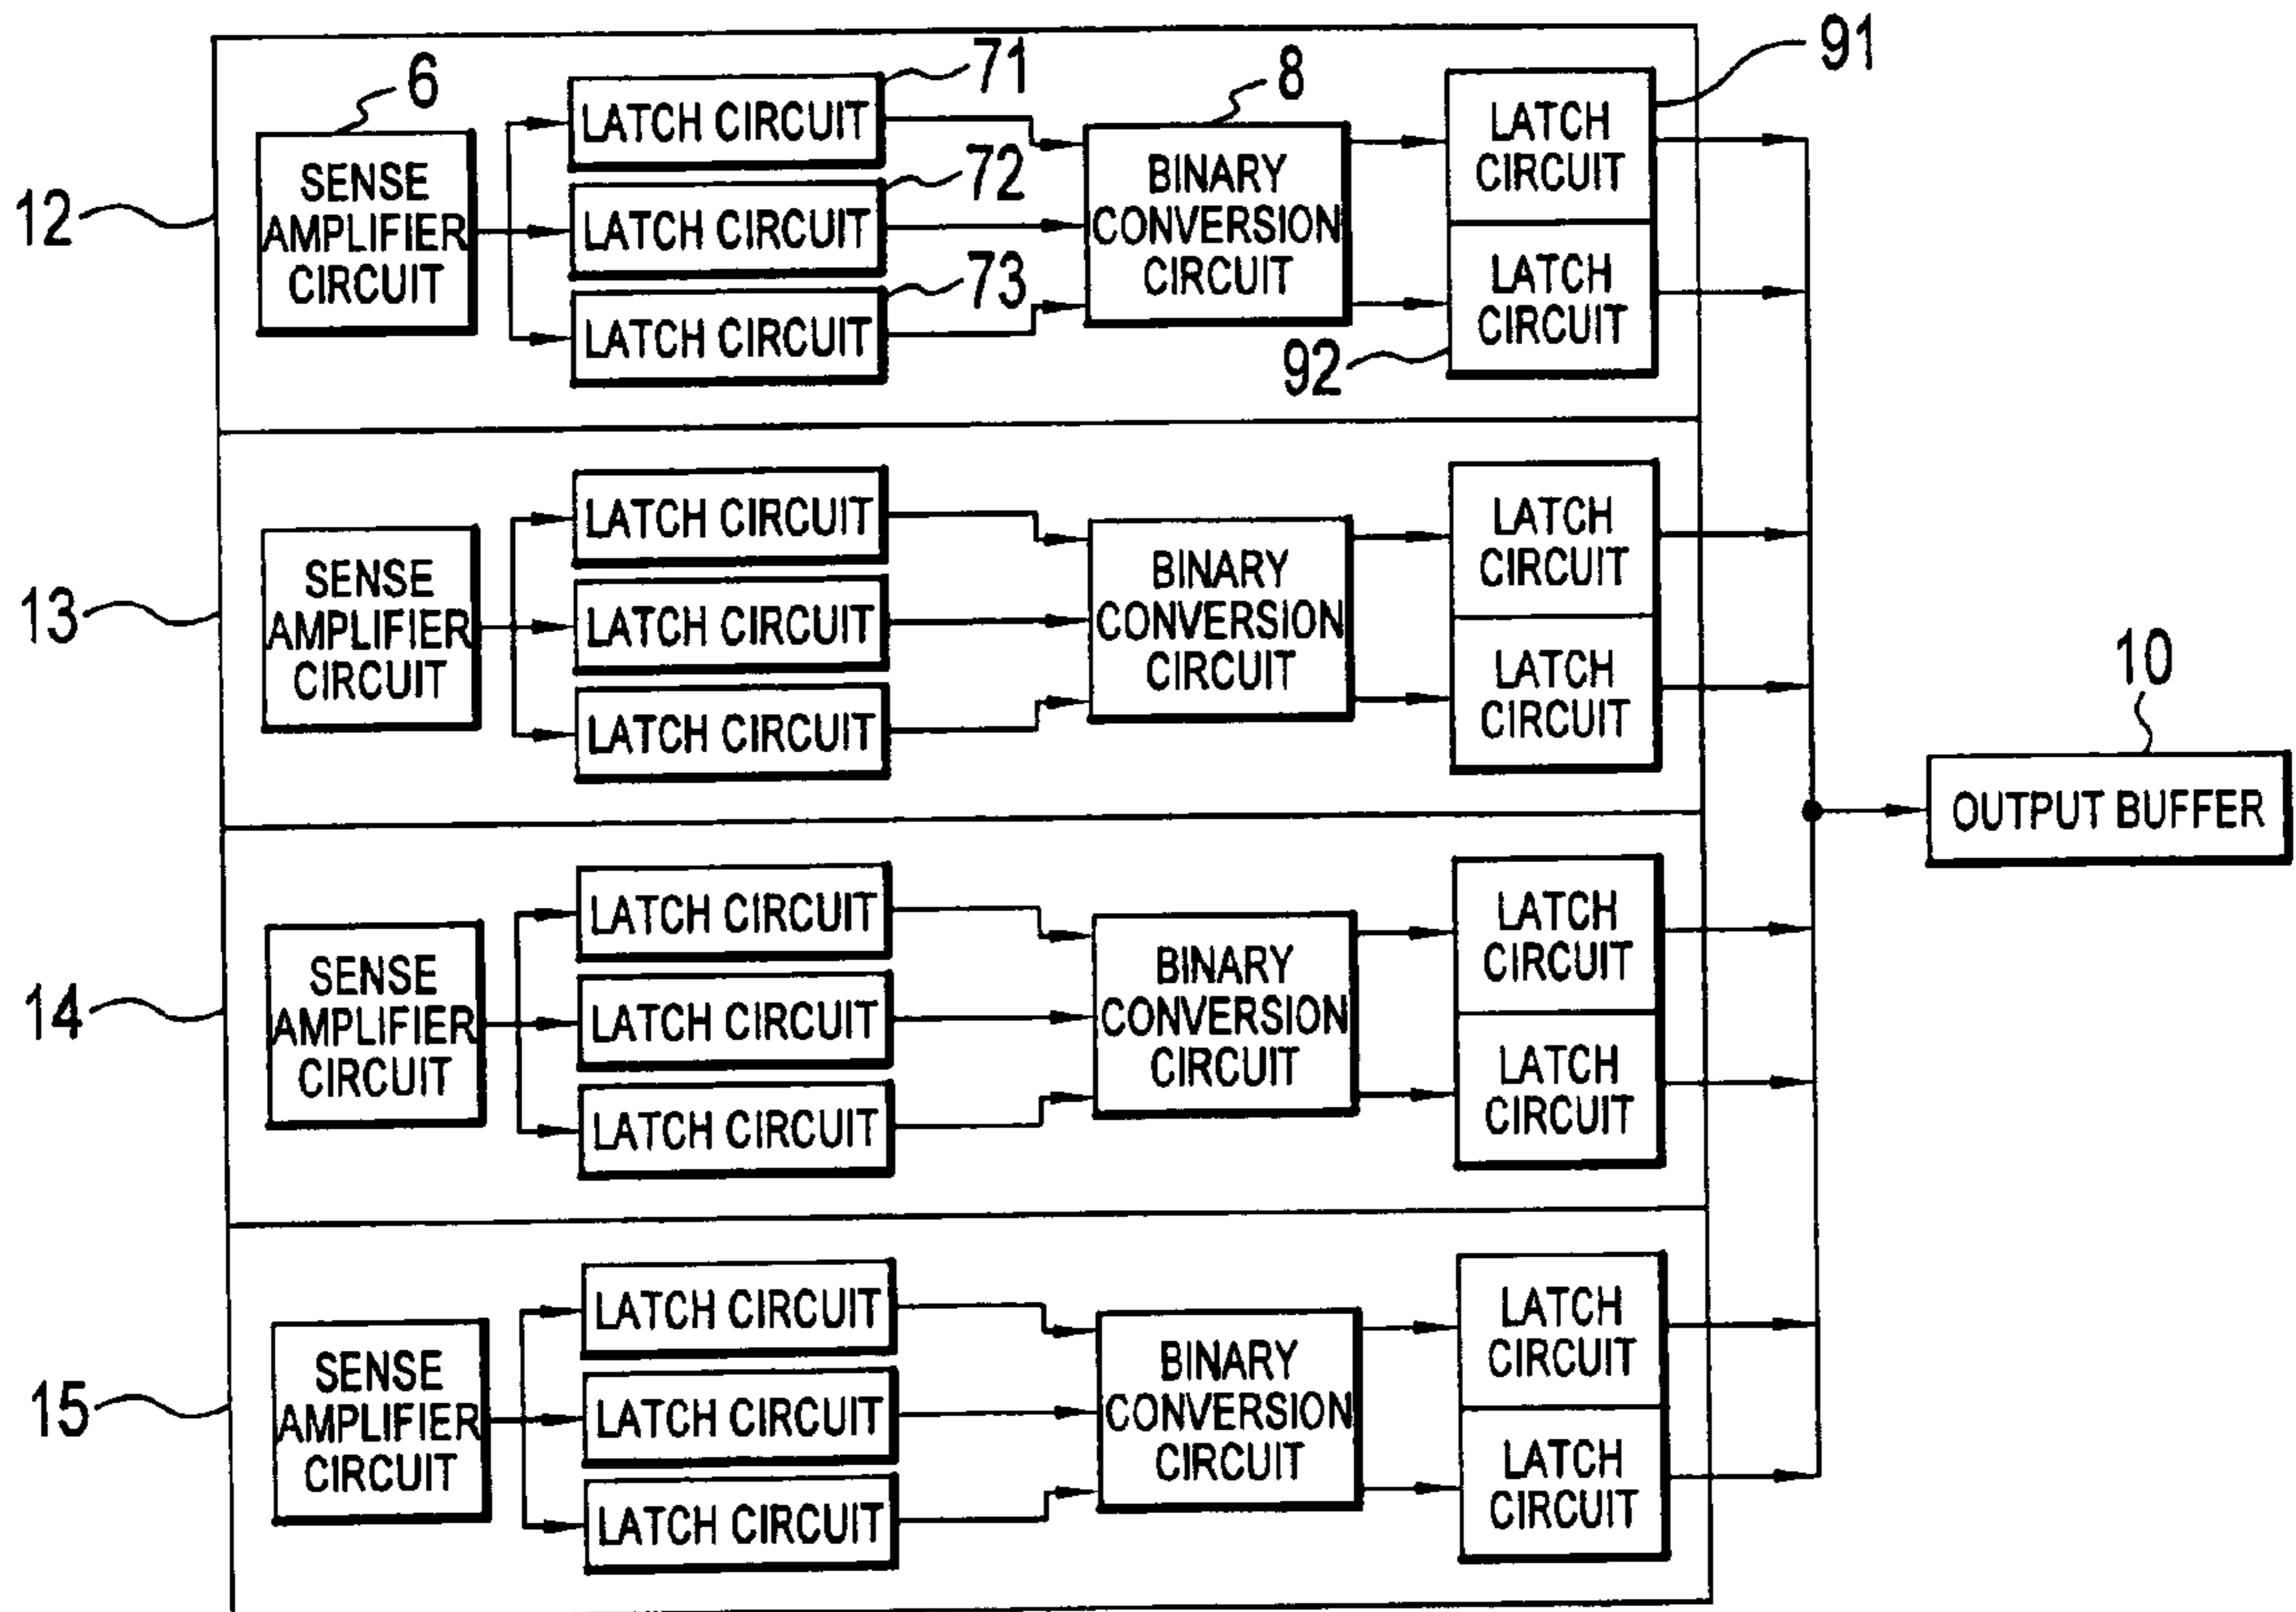 12
6
SENSE
AMPLIFIER
CIRCUIT
71
LATCH CIRCUIT
72
LATCH CIRCUIT
73
LATCH CIRCUIT
8
BINARY
CONVERSION
CIRCUIT
91
LATCH
CIRCUIT
92
LATCH
CIRCUIT
13
SENSE
AMPLIFIER
CIRCUIT
LATCH CIRCUIT
LATCH CIRCUIT
LATCH CIRCUIT
BINARY
CONVERSION
CIRCUIT
LATCH
CIRCUIT
LATCH
CIRCUIT
10
OUTPUT BUFFER
14
SENSE
AMPLIFIER
CIRCUIT
LATCH CIRCUIT
LATCH CIRCUIT
LATCH CIRCUIT
BINARY
CONVERSION
CIRCUIT
LATCH
CIRCUIT
LATCH
CIRCUIT
15
SENSE
AMPLIFIER
CIRCUIT
LATCH CIRCUIT
LATCH CIRCUIT
LATCH CIRCUIT
BINARY
CONVERSION
CIRCUIT
LATCH
CIRCUIT
LATCH
CIRCUIT